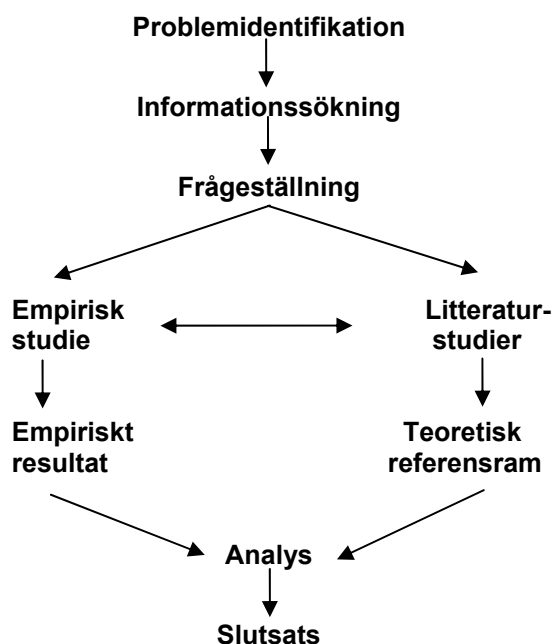 Problemidentifikation
Informationssökning
Frågeställning
Empirisk
studie
Litteratur-
studier
Empiriskt
resultat
Teoretisk
referensram
Analys
Slutsats